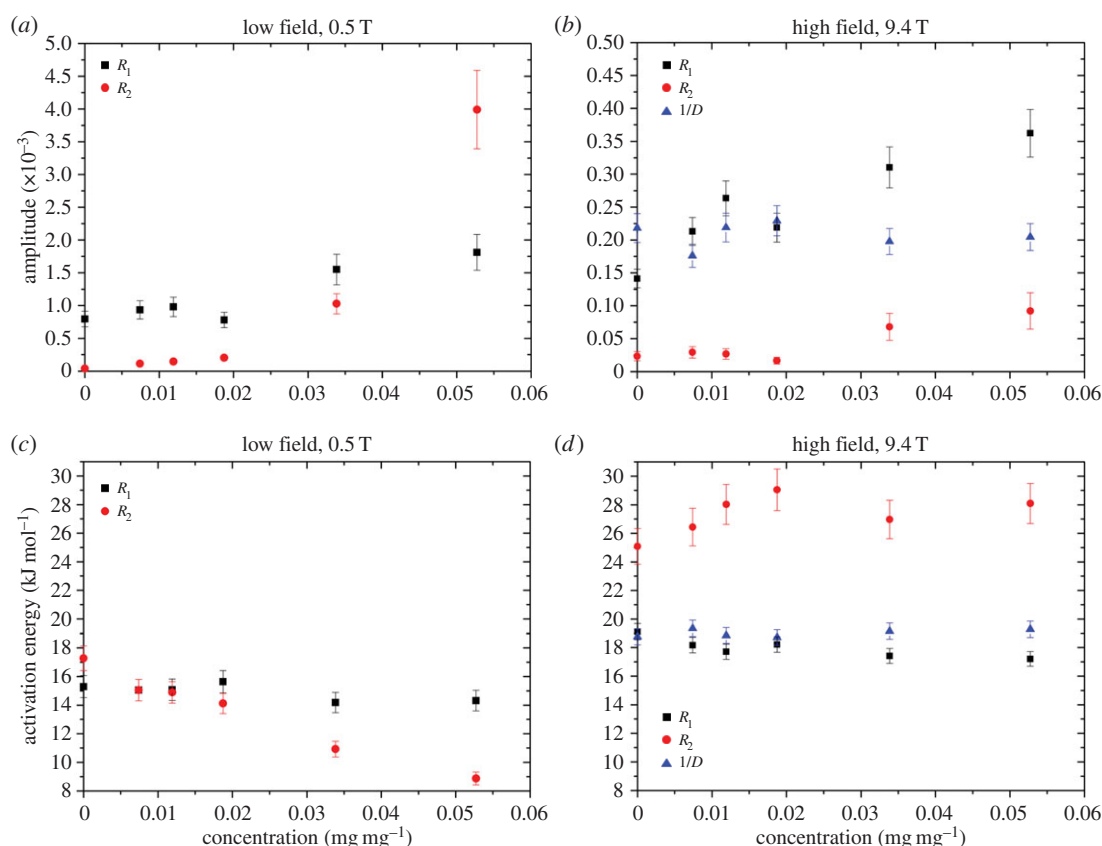 (a) low field, 0.5 T
5.0
4.5
4.0
3.5
3.0
2.5
2.0
1.5
1.0
0.5
0
amplitude (×10⁻³)
R₁
R₂
0 0.01 0.02 0.03 0.04 0.05 0.06
(b) high field, 9.4 T
0.50
0.45
0.40
0.35
0.30
0.25
0.20
0.15
0.10
0.05
0
R₁
R₂
1/D
0 0.01 0.02 0.03 0.04 0.05 0.06
(c) low field, 0.5 T
30
28
26
24
22
20
18
16
14
12
10
8
activation energy (kJ mol⁻¹)
R₁
R₂
0 0.01 0.02 0.03 0.04 0.05 0.06
concentration (mg mg⁻¹)
(d) high field, 9.4 T
30
28
26
24
22
20
18
16
14
12
10
8
R₁
R₂
1/D
0 0.01 0.02 0.03 0.04 0.05 0.06
concentration (mg mg⁻¹)